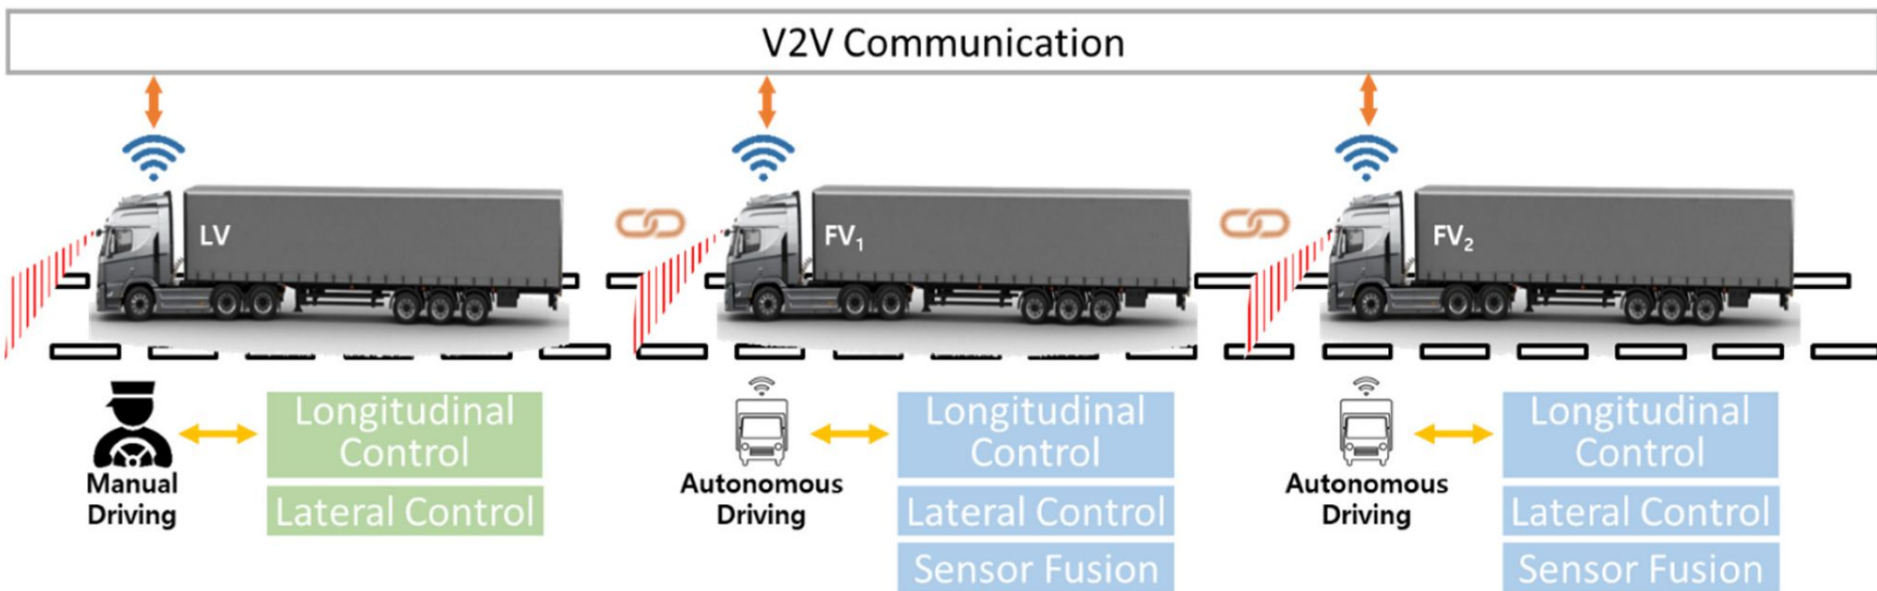 V2V Communication
LV
FV₁
FV₂
Manual
Driving
Longitudinal
Control
Lateral Control
Autonomous
Driving
Longitudinal
Control
Lateral Control
Sensor Fusion
Autonomous
Driving
Longitudinal
Control
Lateral Control
Sensor Fusion